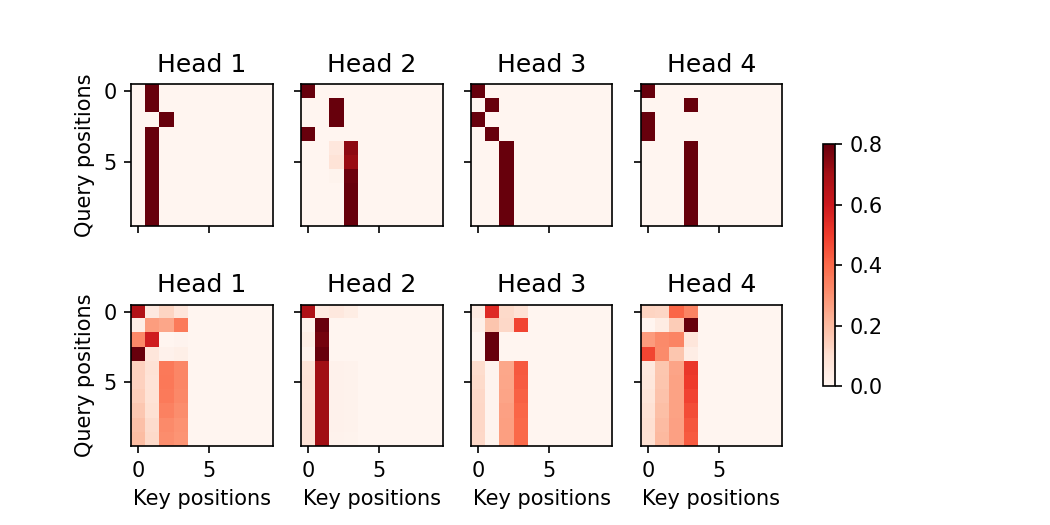 Head 1 Head 2 Head 3 Head 4
Query positions
0
5
Head 1 Head 2 Head 3 Head 4
Query positions
0
5
0 5 0 5 0 5 0 5
Key positions Key positions Key positions Key positions
0.8
0.6
0.4
0.2
0.0